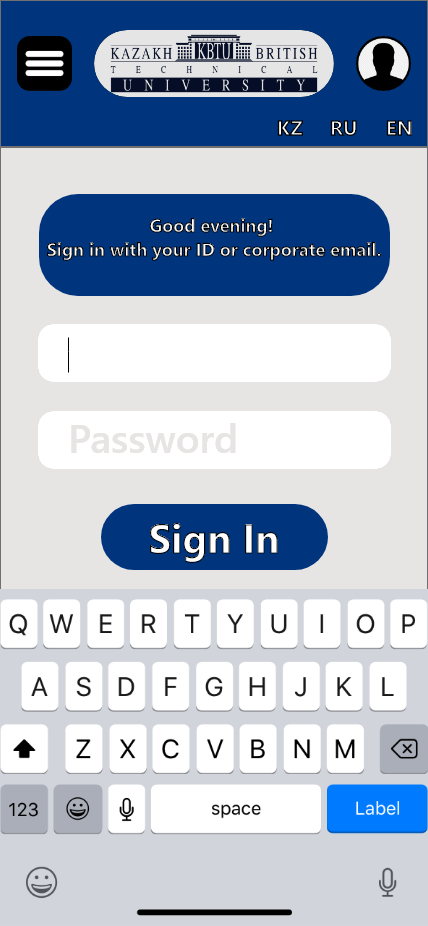 KAZAKH KBTU BRITISH
TECHNICAL
UNIVERSITY
KZ RU EN
Good evening!
Sign in with your ID or corporate email.
Password
Sign In
Q W E R T Y U I O P
A S D F G H J K L
Z X C V B N M
123 space Label